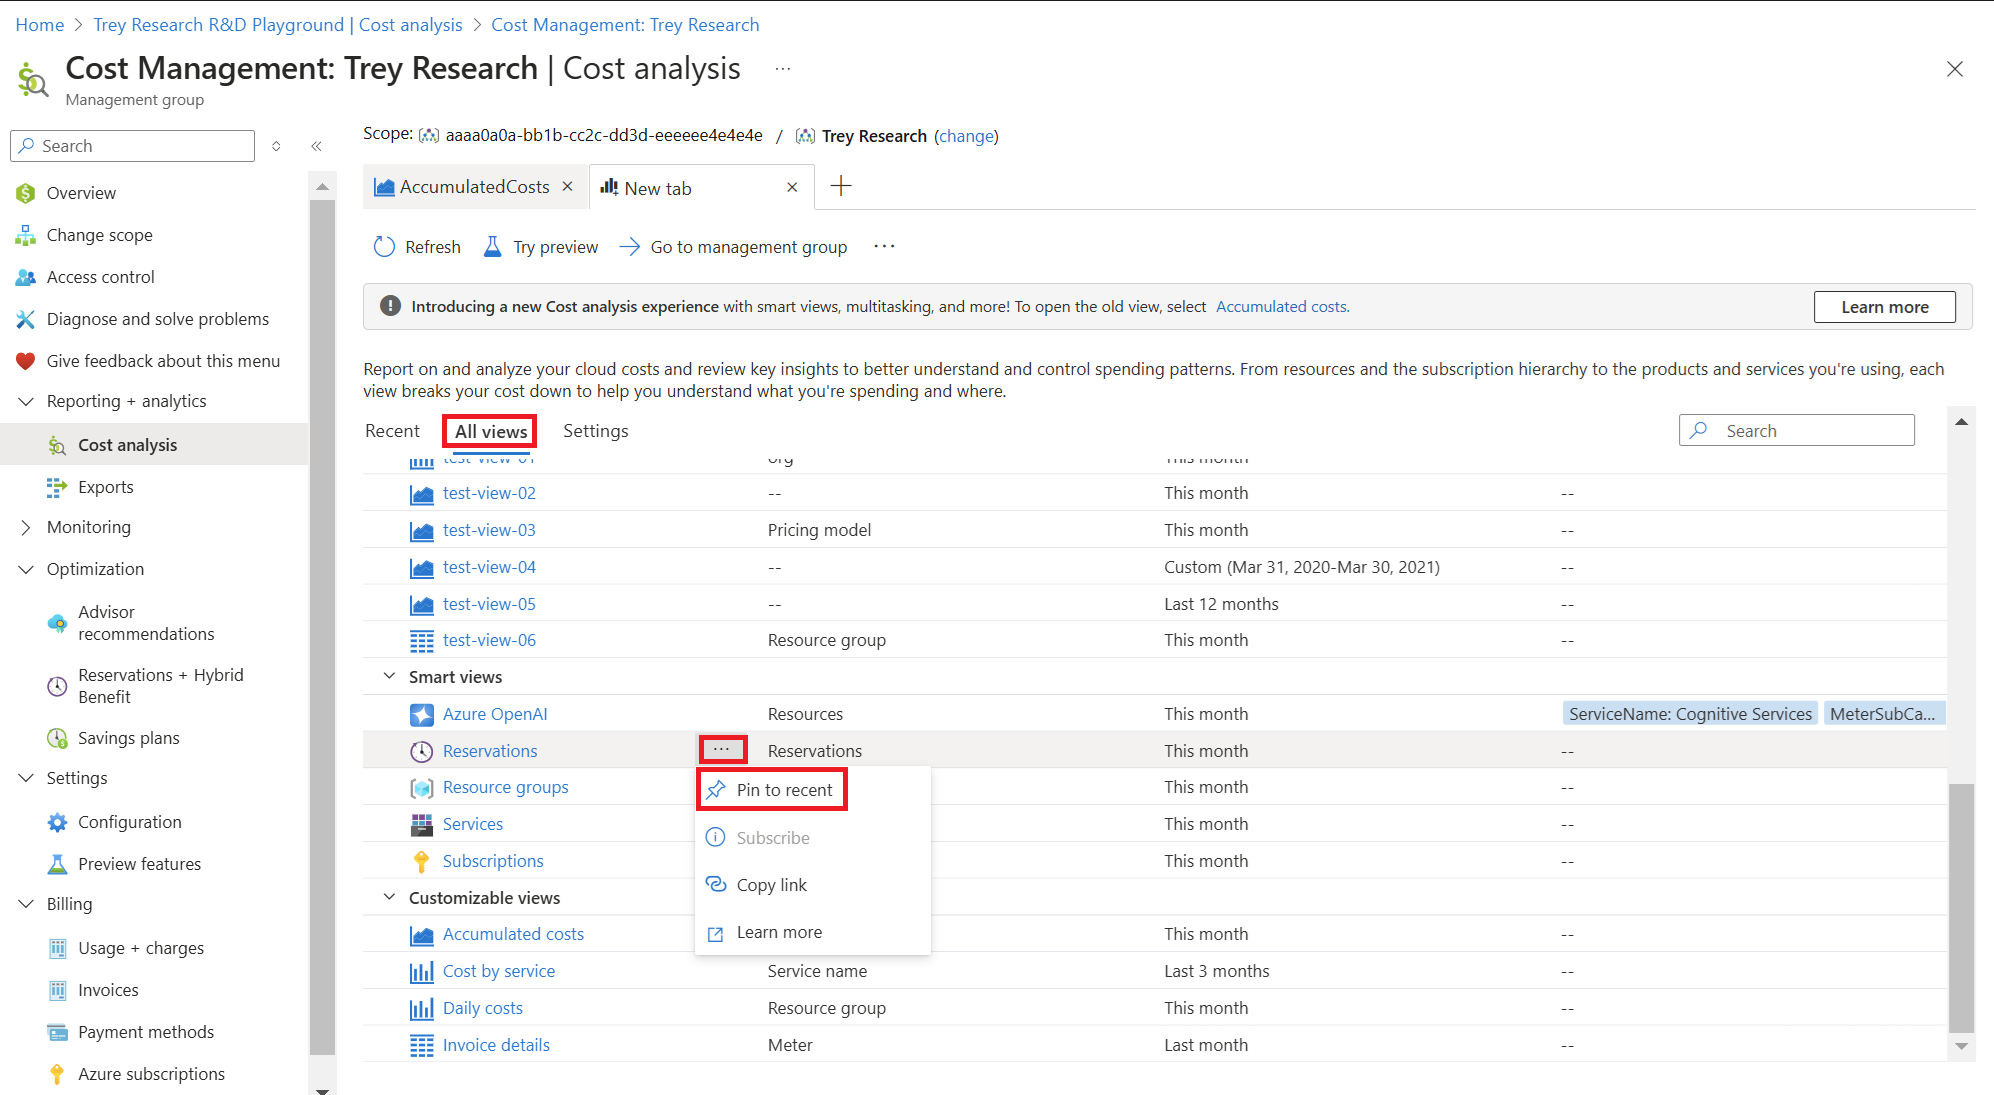 Home > Trey Research R&D Playground | Cost analysis > Cost Management: Trey Research
Cost Management: Trey Research | Cost analysis ...
Management group
Search
Overview
Change scope
Access control
Diagnose and solve problems
Give feedback about this menu
Reporting + analytics
Cost analysis
Exports
Monitoring
Optimization
Advisor
recommendations
Reservations + Hybrid
Benefit
Savings plans
Settings
Configuration
Preview features
Billing
Usage + charges
Invoices
Payment methods
Azure subscriptions
Scope: aaaa0a0a-bb1b-cc2c-dd3d-eeeeee4e4e4e / Trey Research (change)
AccumulatedCosts
New tab
Refresh Try preview Go to management group ...
Introducing a new Cost analysis experience with smart views, multitasking, and more! To open the old view, select Accumulated costs.
Learn more
Report on and analyze your cloud costs and review key insights to better understand and control spending patterns. From resources and the subscription hierarchy to the products and services you're using, each
view breaks your cost down to help you understand what you're spending and where.
Recent All views Settings
Search
test-view-01 org This month
test-view-02 -- This month --
test-view-03 Pricing model This month --
test-view-04 -- Custom (Mar 31, 2020-Mar 30, 2021) --
test-view-05 -- Last 12 months --
test-view-06 Resource group This month --
Smart views
Azure OpenAI Resources This month ServiceName: Cognitive Services MeterSubCa...
Reservations ... Reservations This month --
Resource groups This month --
Services This month --
Subscriptions This month --
Pin to recent
Subscribe
Copy link
Learn more
Customizable views
Accumulated costs This month --
Cost by service Service name Last 3 months --
Daily costs Resource group This month --
Invoice details Meter Last month --